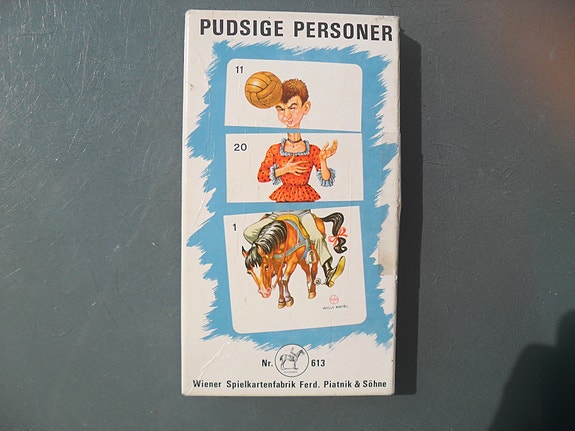 PUDSIGE PERSONER
11
20
1
Nr. 613
Wiener Spielkartenfabrik Ferd. Piatnik & Söhne